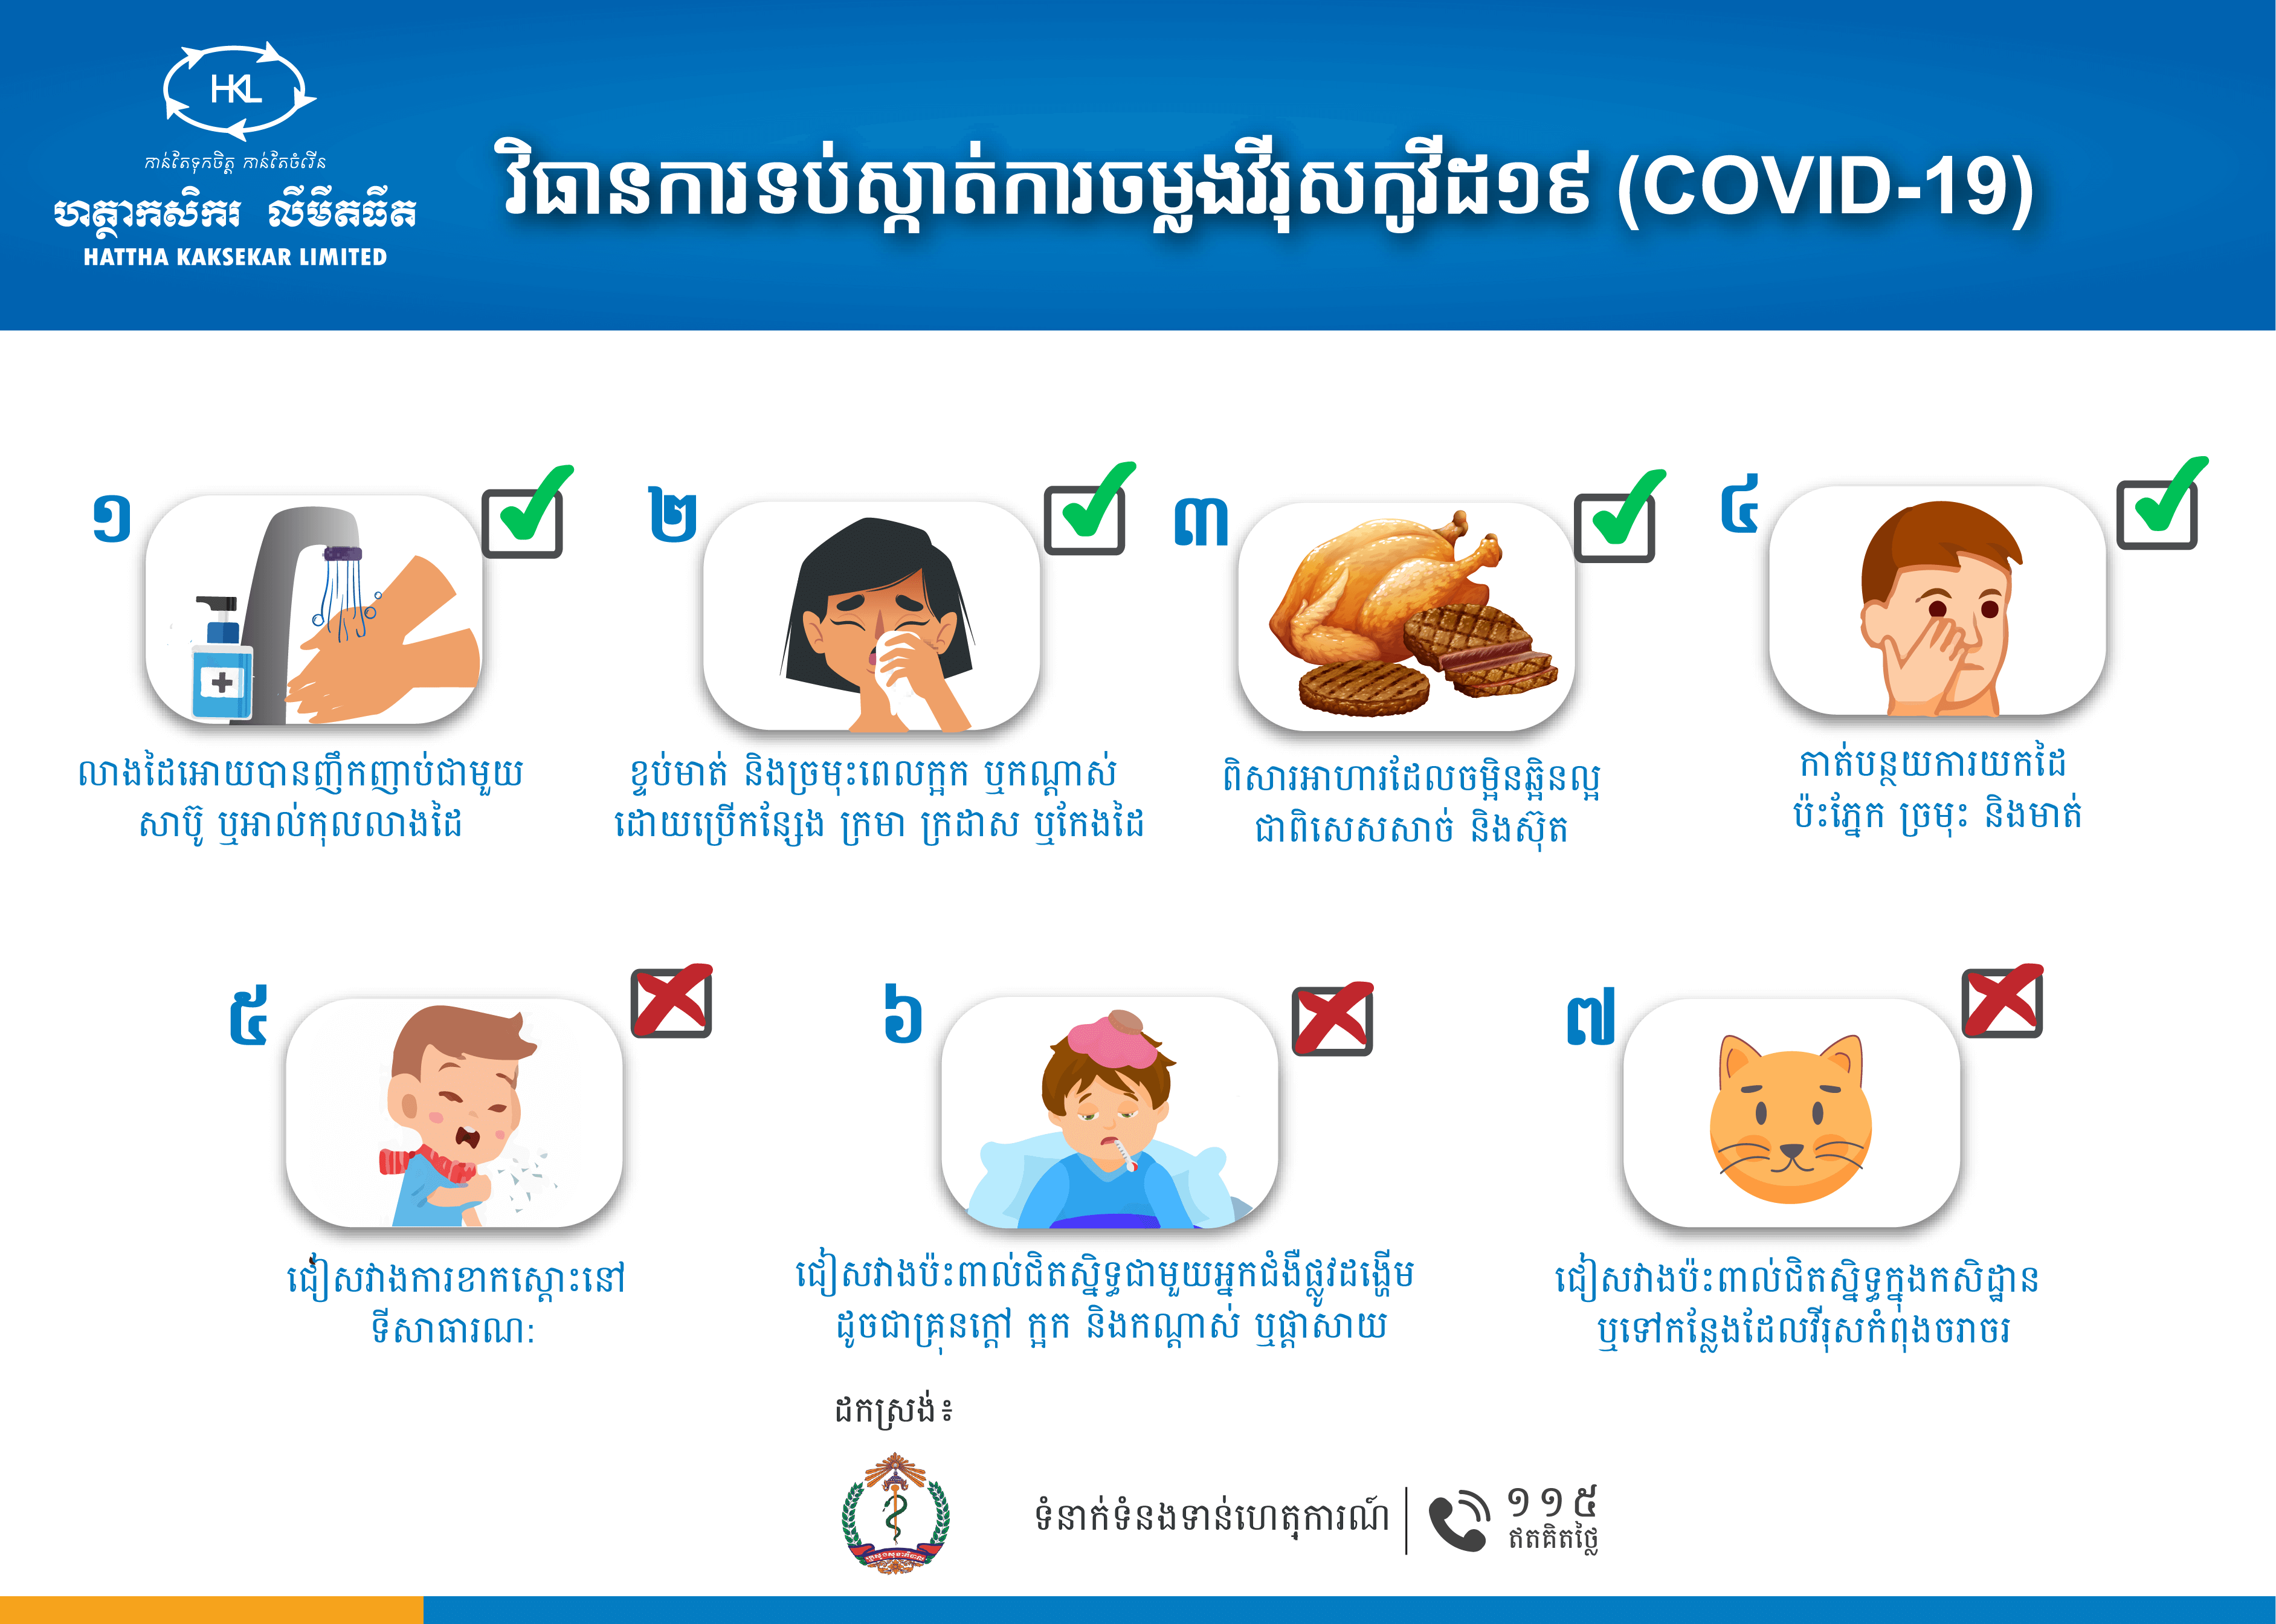 HKL
កាន់តែទុកចិត្ត កាន់តែចំរើន
ហត្ថាកសិករ លីមីតធីត
HATTHA KAKSEKAR LIMITED
វិធានការទប់ស្កាត់ការចម្លងវីរុសកូវីដ១៩ (COVID-19)
១
លាងដៃអោយបានញឹកញាប់ជាមួយ
សាប៊ូ ឬអាល់កុលលាងដៃ
២
ខ្ទប់មាត់ និងច្រមុះពេលក្អក ឬកណ្តាស់
ដោយប្រើកន្សែង ក្រមា ក្រដាស ឬកែងដៃ
៣
ពិសារអាហារដែលចម្អិនឆ្អិនល្អ
ជាពិសេសសាច់ និងស៊ុត
៤
កាត់បន្ថយការយកដៃ
ប៉ះភ្នែក ច្រមុះ និងមាត់
៥
ជៀសវាងការខាកស្តោះនៅ
ទីសាធារណៈ
៦
ជៀសវាងប៉ះពាល់ជិតស្និទ្ធជាមួយអ្នកជំងឺផ្លូវដង្ហើម
ដូចជាគ្រុនក្តៅ ក្អក និងកណ្តាស់ ឬផ្តាសាយ
៧
ជៀសវាងប៉ះពាល់ជិតស្និទ្ធក្នុងកសិដ្ឋាន
ឬទៅកន្លែងដែលវីរុសកំពុងចរាចរ
ដកស្រង់៖
ក្រសួងសុខាភិបាល
ទំនាក់ទំនងទាន់ហេតុការណ៍
១១៥
ឥតគិតថ្លៃ